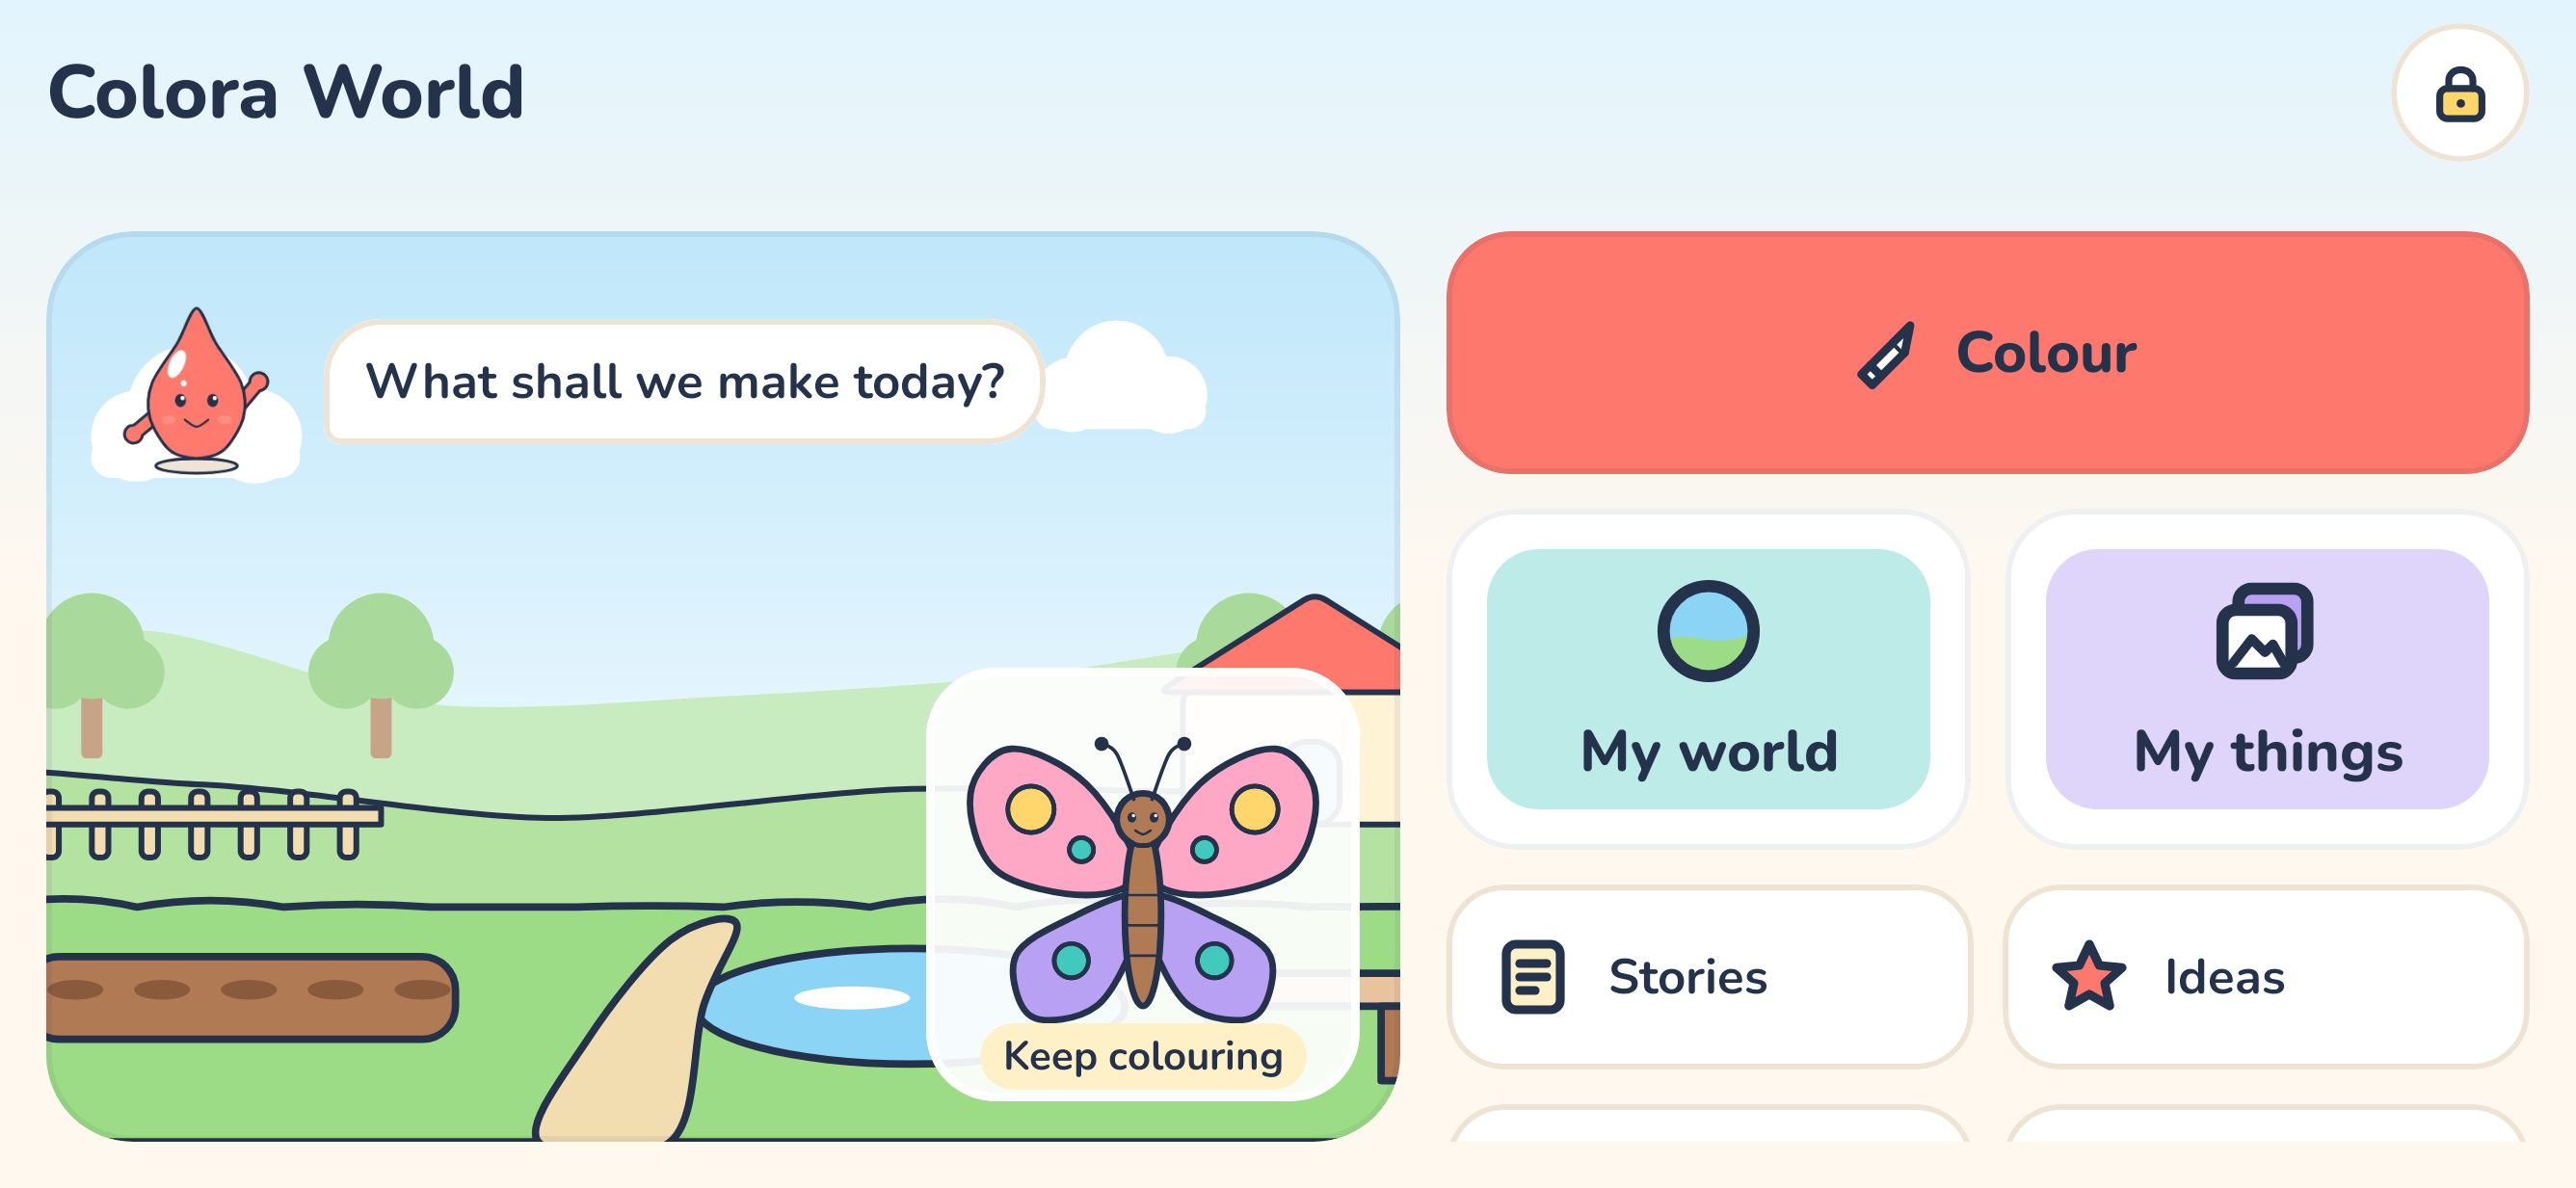 Colora World
What shall we make today?
Keep colouring
Colour
My world
My things
Stories
Ideas